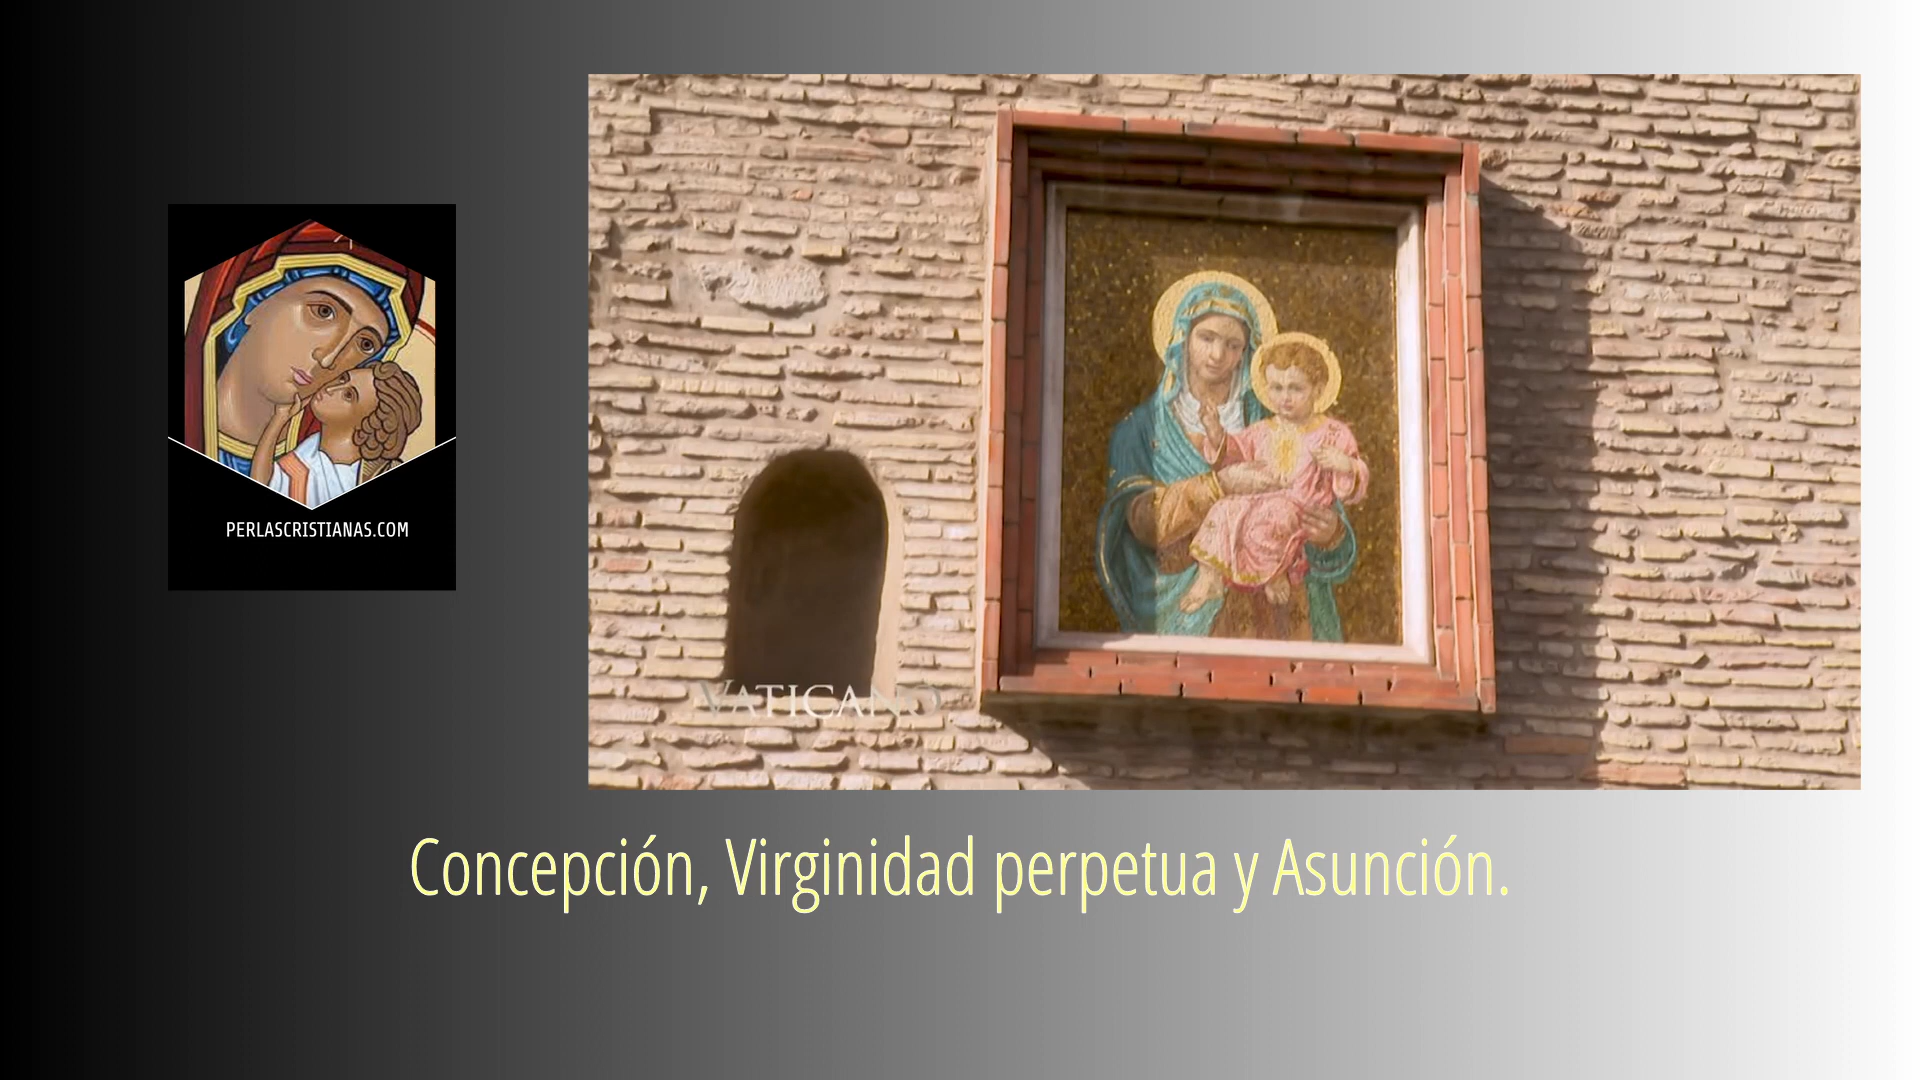 PERLASCRISTIANAS.COM
VATICANO
Concepción, Virginidad perpetua y Asunción.